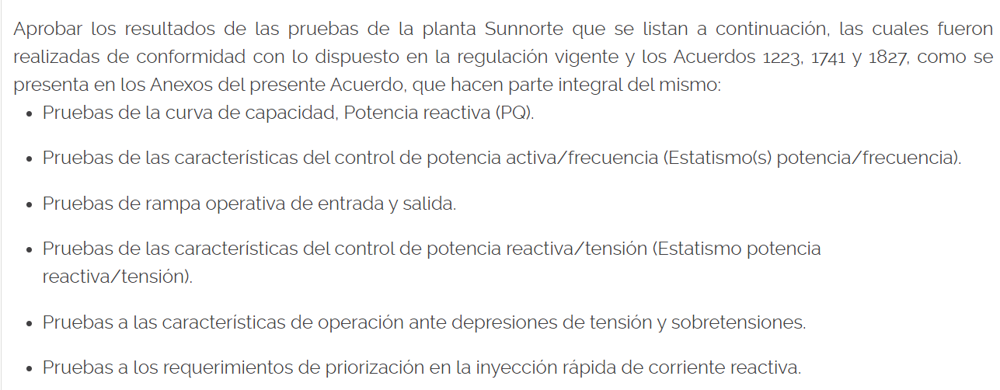 Aprobar los resultados de las pruebas de la planta Sunnorte que se listan a continuación, las cuales fueron
realizadas de conformidad con lo dispuesto en la regulación vigente y los Acuerdos 1223, 1741 y 1827, como se
presenta en los Anexos del presente Acuerdo, que hacen parte integral del mismo:
• Pruebas de la curva de capacidad, Potencia reactiva (PQ).
• Pruebas de las características del control de potencia activa/frecuencia (Estatismo(s) potencia/frecuencia).
• Pruebas de rampa operativa de entrada y salida.
• Pruebas de las características del control de potencia reactiva/tensión (Estatismo potencia
reactiva/tensión).
• Pruebas a las características de operación ante depresiones de tensión y sobretensiones.
• Pruebas a los requerimientos de priorización en la inyección rápida de corriente reactiva.